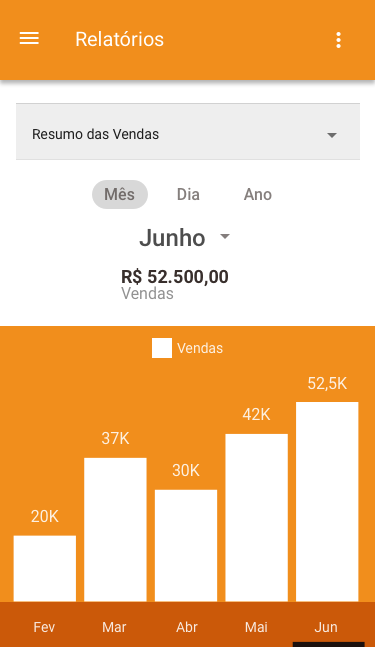 Relatórios
Resumo das Vendas
Mês Dia Ano
Junho
R$ 52.500,00
Vendas
Vendas
52,5K
42K
37K
30K
20K
Fev Mar Abr Mai Jun